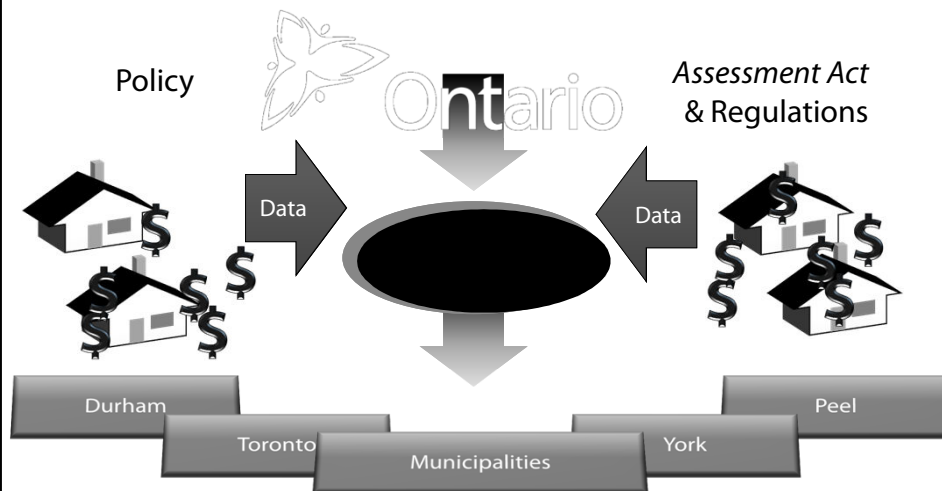 Policy
Ontario
Assessment Act
& Regulations
Data
Data
$
$
$
$
$
$
$
$
$
$
$
$
Durham
Peel
Toronto
York
Municipalities